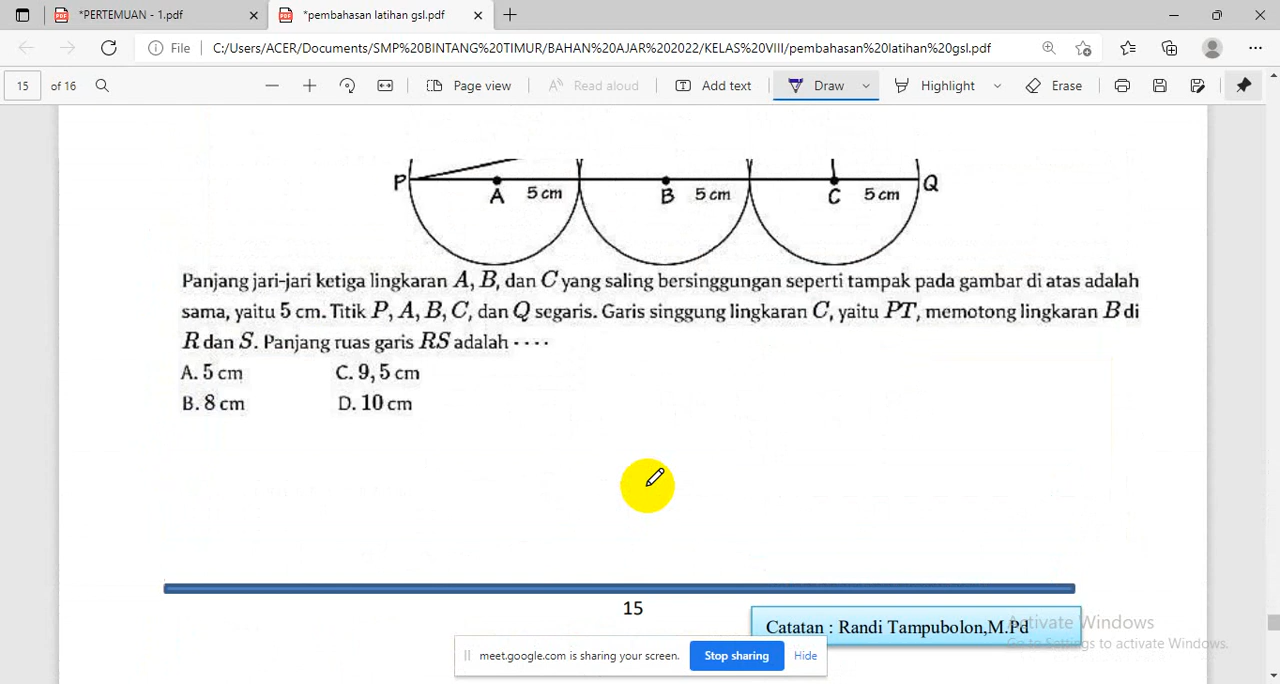 *PERTEMUAN - 1.pdf
*pembahasan latihan gsl.pdf
File
C:/Users/ACER/Documents/SMP%20BINTANG%20TIMUR/BAHAN%20AJAR%202022/KELAS%20VIII/pembahasan%20latihan%20gsl.pdf
15 of 16
Page view
Read aloud
Add text
Draw
Highlight
Erase
P A 5 cm B 5 cm C 5 cm Q
Panjang jari-jari ketiga lingkaran A, B, dan C yang saling bersinggungan seperti tampak pada gambar di atas adalah
sama, yaitu 5 cm. Titik P, A, B, C, dan Q segaris. Garis singgung lingkaran C, yaitu PT, memotong lingkaran B di
R dan S. Panjang ruas garis RS adalah ····
A. 5 cm C. 9, 5 cm
B. 8 cm D. 10 cm
15
Catatan : Randi Tampubolon,M.Pd
Activate Windows
Go to Settings to activate Windows.
meet.google.com is sharing your screen.
Stop sharing
Hide